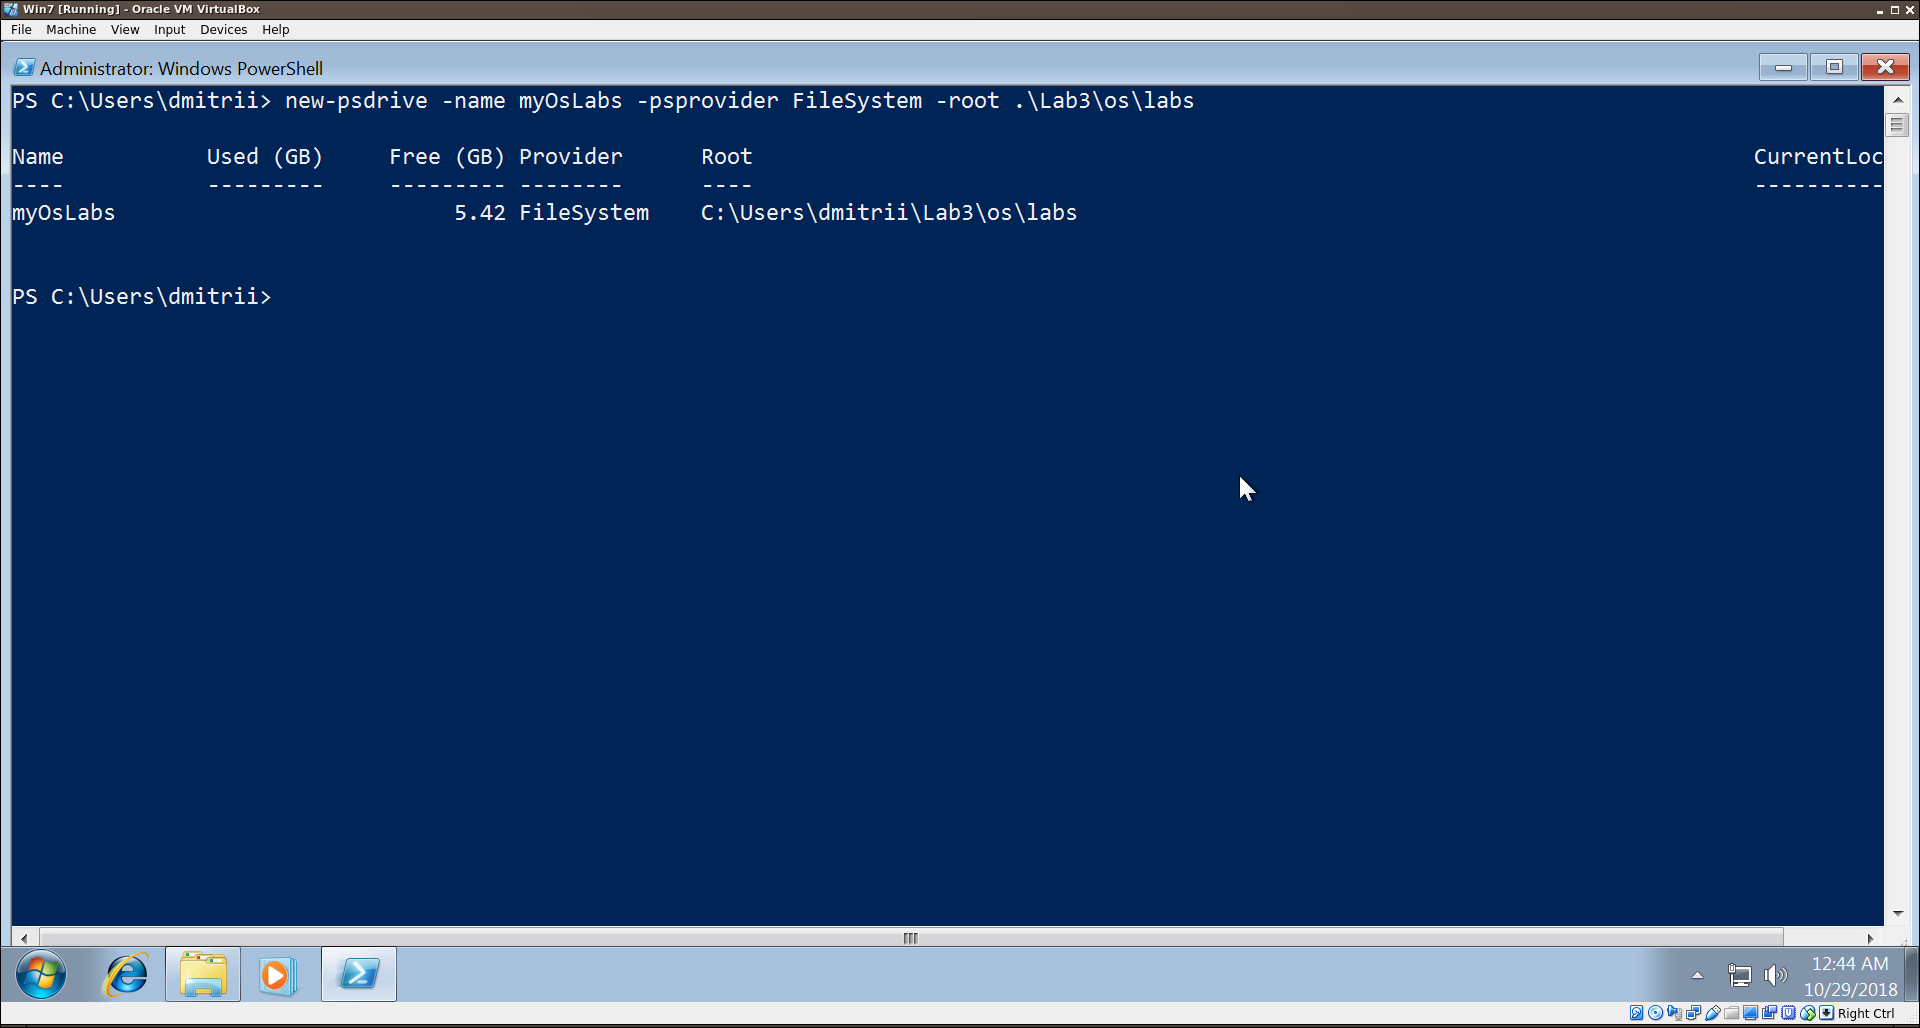 Win7 [Running] - Oracle VM VirtualBox
File Machine View Input Devices Help
Administrator: Windows PowerShell
PS C:\Users\dmitrii> new-psdrive -name myOsLabs -psprovider FileSystem -root .\Lab3\os\labs
Name Used (GB) Free (GB) Provider Root CurrentLoc
---- --------- --------- -------- ---- ----------
myOsLabs 5.42 FileSystem C:\Users\dmitrii\Lab3\os\labs
PS C:\Users\dmitrii>
12:44 AM
10/29/2018
Right Ctrl